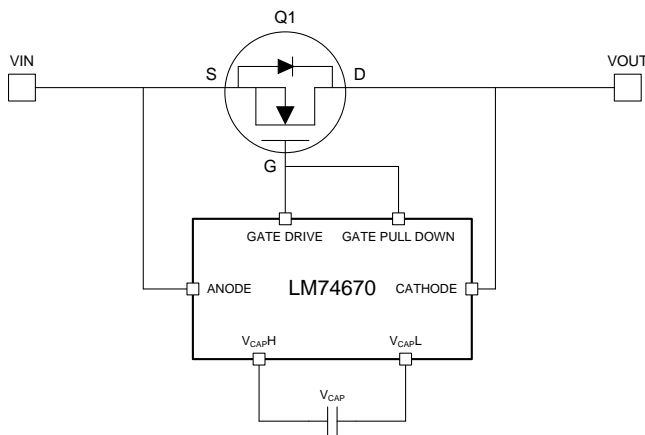 Q1
VIN
VOUT
S
D
G
GATE DRIVE
GATE PULL DOWN
ANODE
LM74670
CATHODE
VCAPH
VCAPL
VCAP